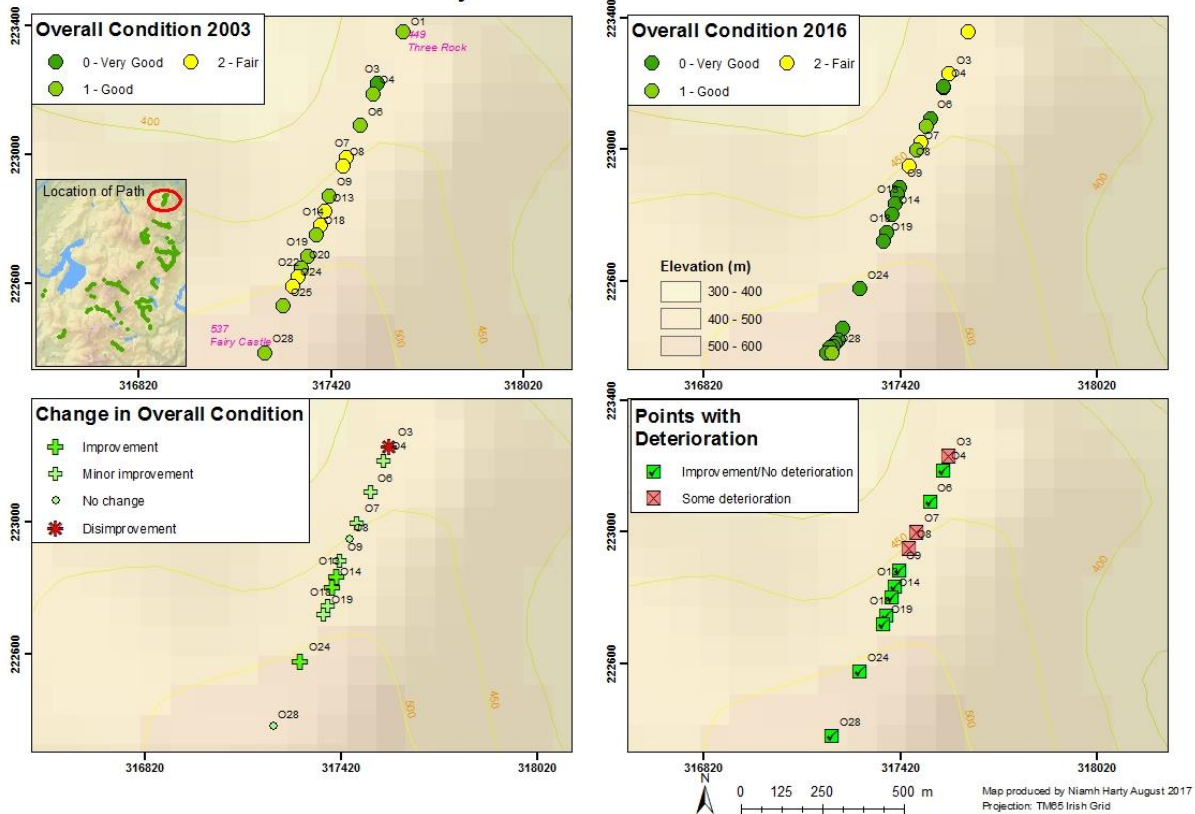 Overall Condition 2003
0 - Very Good
2 - Fair
1 - Good
O1
449
Three Rock
O3
O4
O6
400
O7
O8
O9
O13
O14
O18
O19
O20
O22
O24
O25
537
Fairy Castle
O28
500
450
Location of Path
223400
223000
222600
316820
317420
318020
Overall Condition 2016
0 - Very Good
2 - Fair
1 - Good
O3
O4
O6
O7
450
O8
O9
O14
O19
O24
O28
400
500
Elevation (m)
300 - 400
400 - 500
500 - 600
223400
223000
222600
316820
317420
318020
Change in Overall Condition
Improvement
Minor improvement
No change
Disimprovement
O3
O4
O6
O7
O8
O9
O14
O19
O24
O28
500
450
223000
222600
316820
317420
318020
Points with
Deterioration
Improvement/No deterioration
Some deterioration
O3
O4
O6
O7
450
O8
O9
O14
O19
O24
O28
400
500
223400
223000
222600
316820
317420
318020
N
0 125 250 500 m
Map produced by Niamh Harty August 2017
Projection: TM65 Irish Grid